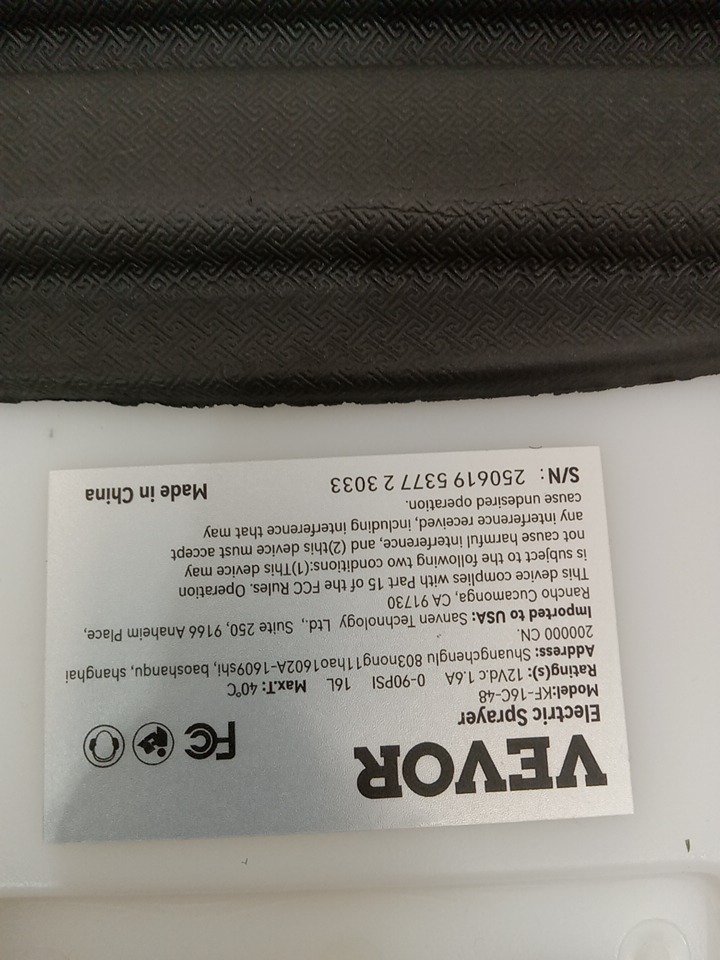 VEVOR
FC
Electric Sprayer
Model:KF-16C-48
Rating(s): 12Vd.c.1.6A 0-90PSI 16L Max.T: 40℃
Address: Shuangchenglu 803nong11hao1602A-1609shi, baoshanqu, shanghai
200000 CN.
Imported to USA: Sanven Technology Ltd., Suite 250, 9166 Anaheim Place,
Rancho Cucamonga, CA 91730
This device complies with Part 15 of the FCC Rules. Operation
is subject to the following two conditions:(1)This device may
not cause harmful interference, and (2)this device must accept
any interference received, including interference that may
cause undesired operation.
S/N: 250619 5377 2 3033 Made in China